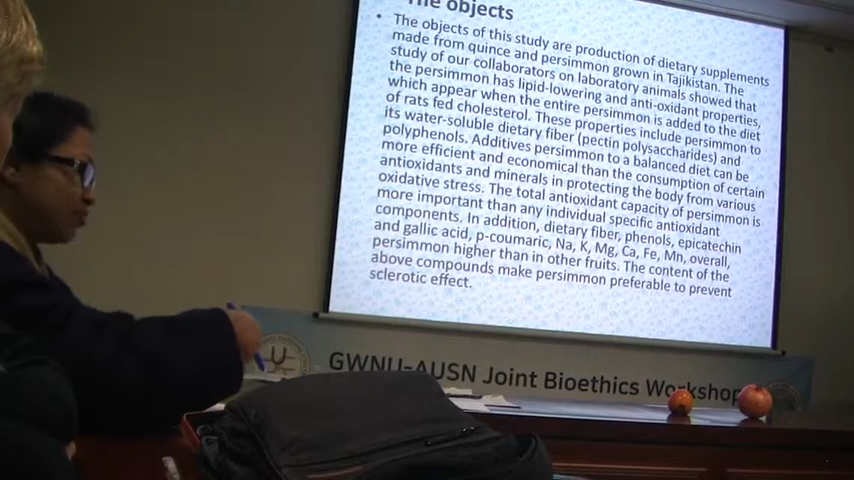 The objects
• The objects of this study are production of dietary supplements
made from quince and persimmon grown in Tajikistan. The
study of our collaborators on laboratory animals showed that
the persimmon has lipid-lowering and anti-oxidant properties,
which appear when the entire persimmon is added to the diet
of rats fed cholesterol. These properties include persimmon to
its water-soluble dietary fiber (pectin polysaccharides) and
polyphenols. Additives persimmon to a balanced diet can be
more efficient and economical than the consumption of certain
antioxidants and minerals in protecting the body from various
oxidative stress. The total antioxidant capacity of persimmon is
more important than any individual specific antioxidant
components. In addition, dietary fiber, phenols, epicatechin
and gallic acid, p-coumaric, Na, K, Mg, Ca, Fe, Mn, overall,
persimmon higher than in other fruits. The content of the
above compounds make persimmon preferable to prevent
sclerotic effect.
GWNU-AUSN Joint Bioethics Workshop